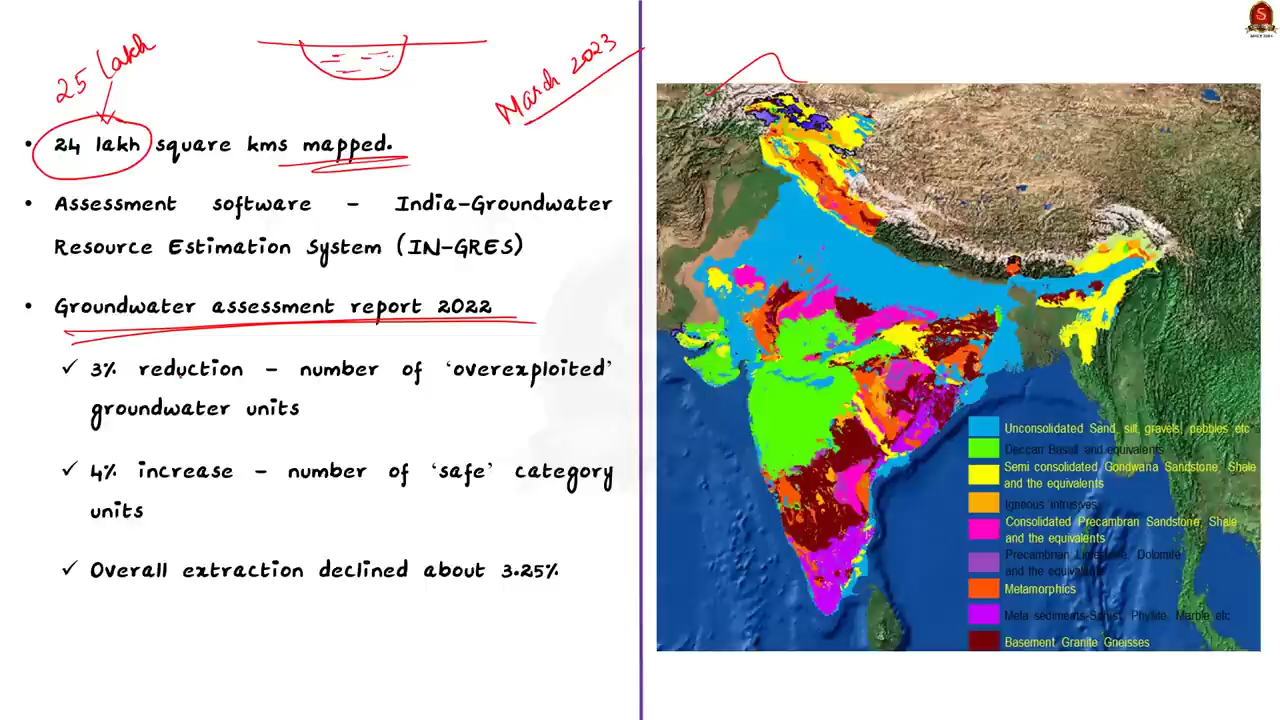 25 Lakh
March 2023
• 24 lakh square kms mapped.
• Assessment software – India-Groundwater
Resource Estimation System (IN-GRES)
• Groundwater assessment report 2022
✓ 3% reduction – number of ‘overexploited’
groundwater units
✓ 4% increase – number of ‘safe’ category
units
✓ Overall extraction declined about 3.25%
S
Unconsolidated Sand, silt, gravels, pebbles etc
Deccan Basalt and equivalents
Semi consolidated, Gondwana Sandstone, Shale
and the equivalents
Igneous intrusives
Consolidated Precambran Sandstone, Shale
and the equivalents
Precambrian Limestone, Dolomite
and the equivalents
Metamorphics
Meta sediments-Schist, Phyllite, Marble etc
Basement Granite Gneisses